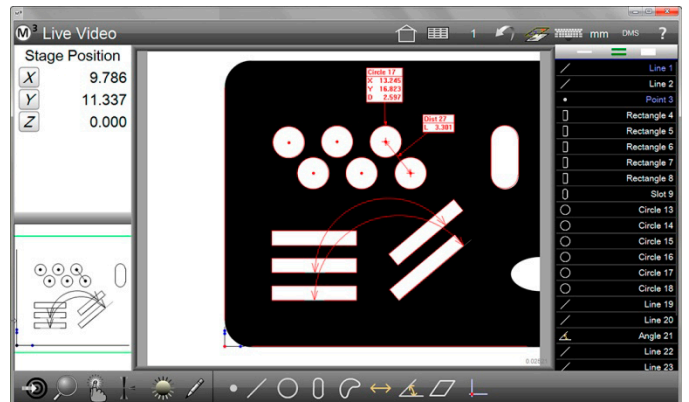 M³ Live Video
1
mm
DMS
?
Stage Position
X 9.786
Y 11.337
Z 0.000
Circle 17
X 13.245
Y 16.823
D 2.597
Dist 27
L 3.381
Line 1
Line 2
Point 3
Rectangle 4
Rectangle 5
Rectangle 6
Rectangle 7
Rectangle 8
Slot 9
Circle 13
Circle 14
Circle 15
Circle 16
Circle 17
Circle 18
Line 19
Line 20
Angle 21
Line 22
Line 23